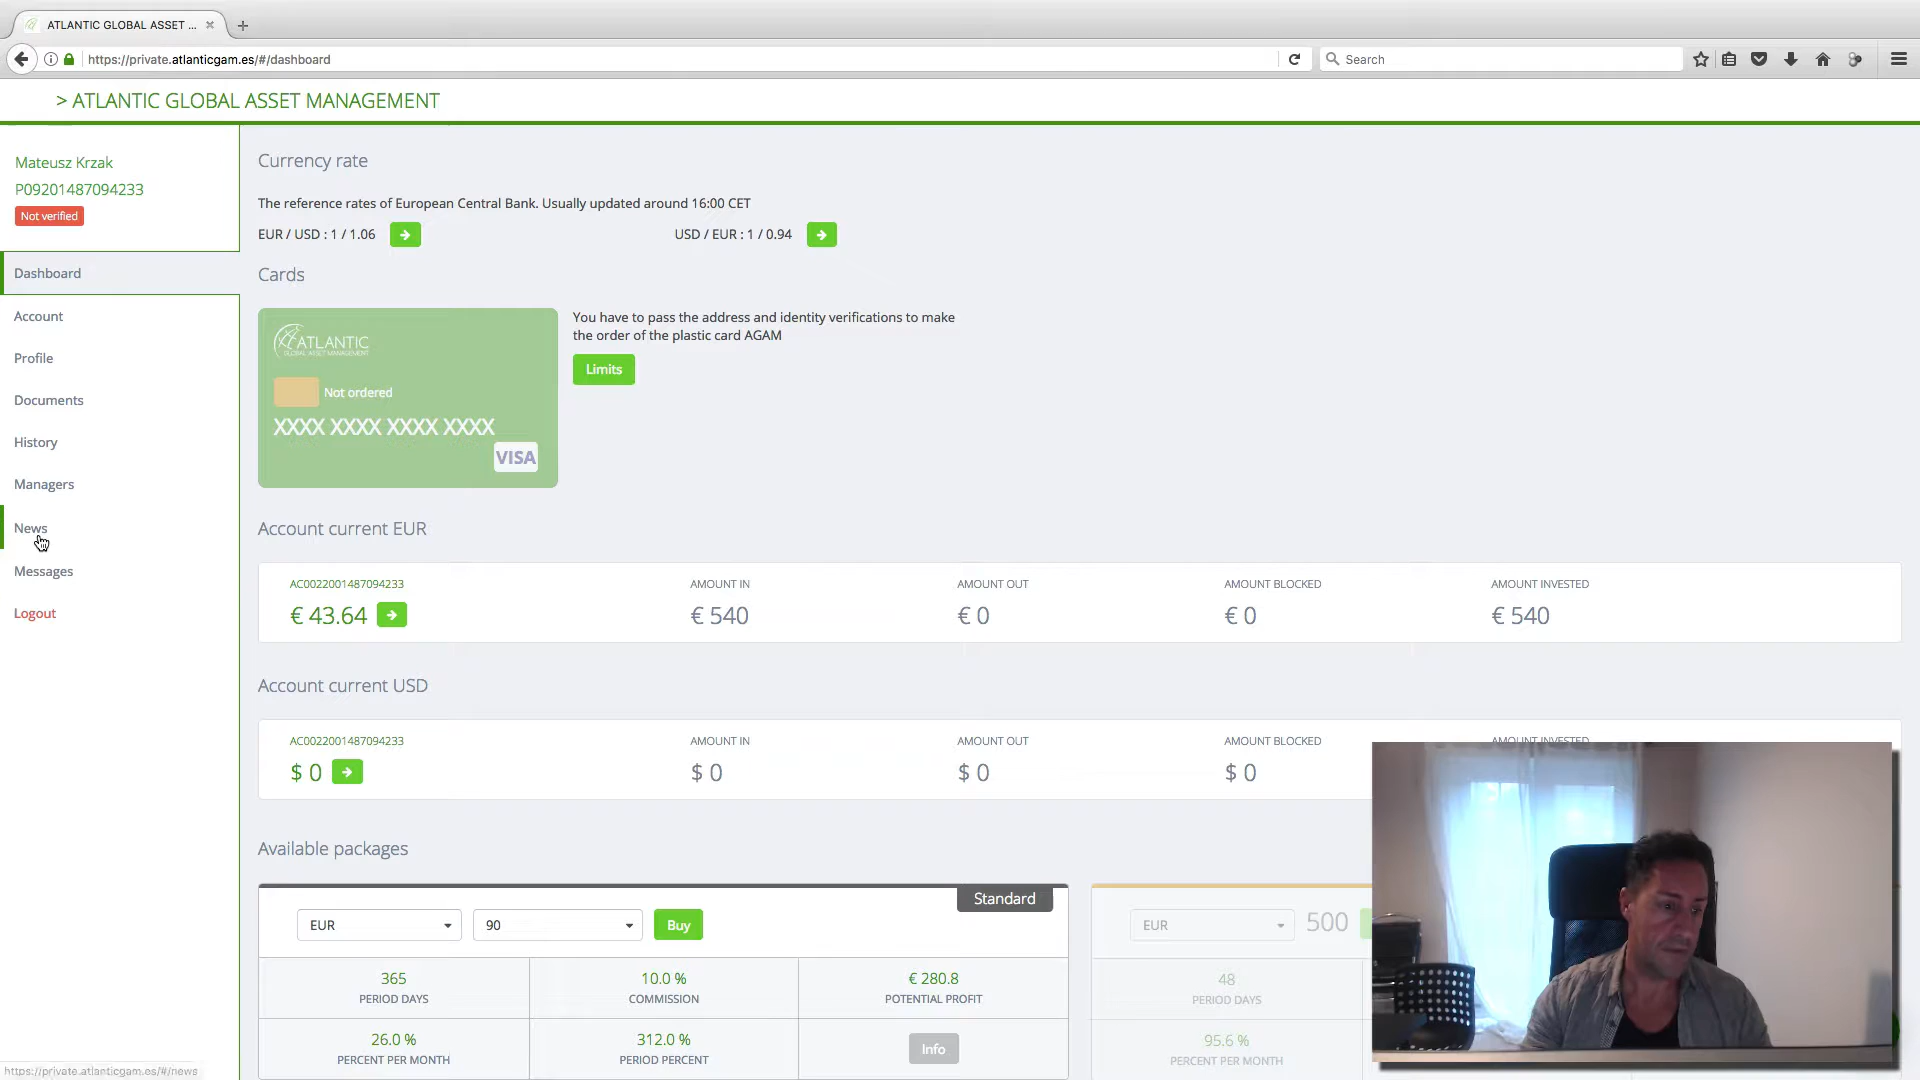 ATLANTIC GLOBAL ASSET ...
https://private.atlanticgam.es/#/dashboard
Search
> ATLANTIC GLOBAL ASSET MANAGEMENT
Mateusz Krzak
P09201487094233
Not verified
Dashboard
Account
Profile
Documents
History
Managers
News
Messages
Logout
Currency rate
The reference rates of European Central Bank. Usually updated around 16:00 CET
EUR / USD : 1 / 1.06
USD / EUR : 1 / 0.94
Cards
ATLANTIC
GLOBAL ASSET MANAGEMENT
Not ordered
XXXX XXXX XXXX XXXX
VISA
You have to pass the address and identity verifications to make
the order of the plastic card AGAM
Limits
Account current EUR
AC0022001487094233 AMOUNT IN AMOUNT OUT AMOUNT BLOCKED AMOUNT INVESTED
€ 43.64 € 540 € 0 € 0 € 540
Account current USD
AC0022001487094233 AMOUNT IN AMOUNT OUT AMOUNT BLOCKED AMOUNT INVESTED
$ 0 $ 0 $ 0 $ 0
Available packages
Standard
EUR 90 Buy
365 10.0 % € 280.8
PERIOD DAYS COMMISSION POTENTIAL PROFIT
26.0 % 312.0 % Info
PERCENT PER MONTH PERIOD PERCENT
EUR 500
48
PERIOD DAYS
95.6 %
PERCENT PER MONTH
https://private.atlanticgam.es/#/news